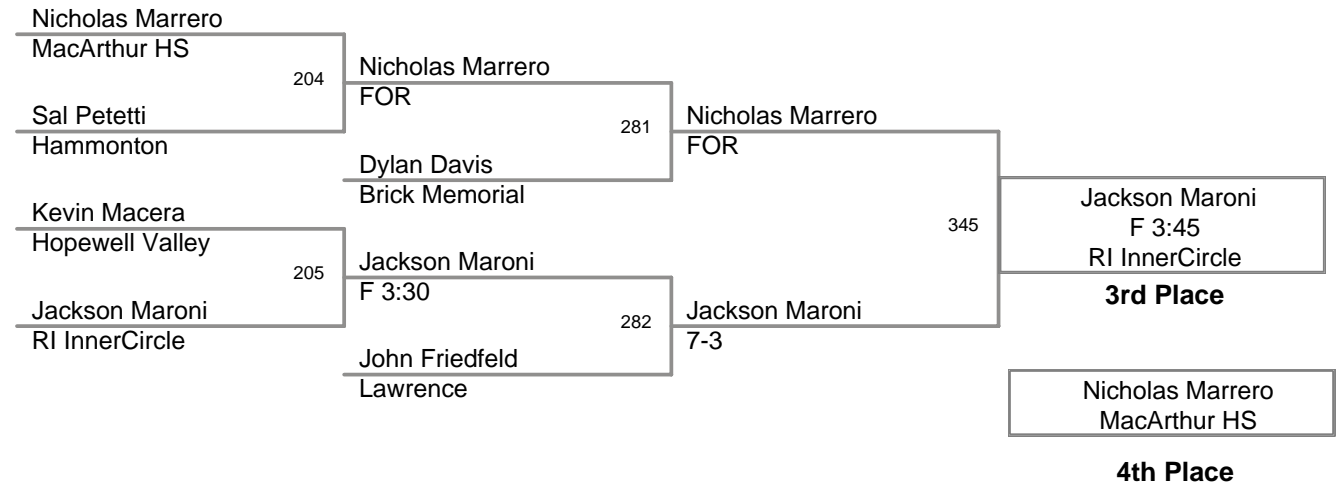 Nicholas Marrero
MacArthur HS
204
Sal Petetti
Hammonton
Kevin Macera
Hopewell Valley
205
Jackson Maroni
RI InnerCircle
Nicholas Marrero
FOR
281
Dylan Davis
Brick Memorial
Jackson Maroni
F 3:30
282
John Friedfeld
Lawrence
Nicholas Marrero
FOR
345
Jackson Maroni
7-3
Jackson Maroni
F 3:45
RI InnerCircle
3rd Place
Nicholas Marrero
MacArthur HS
4th Place